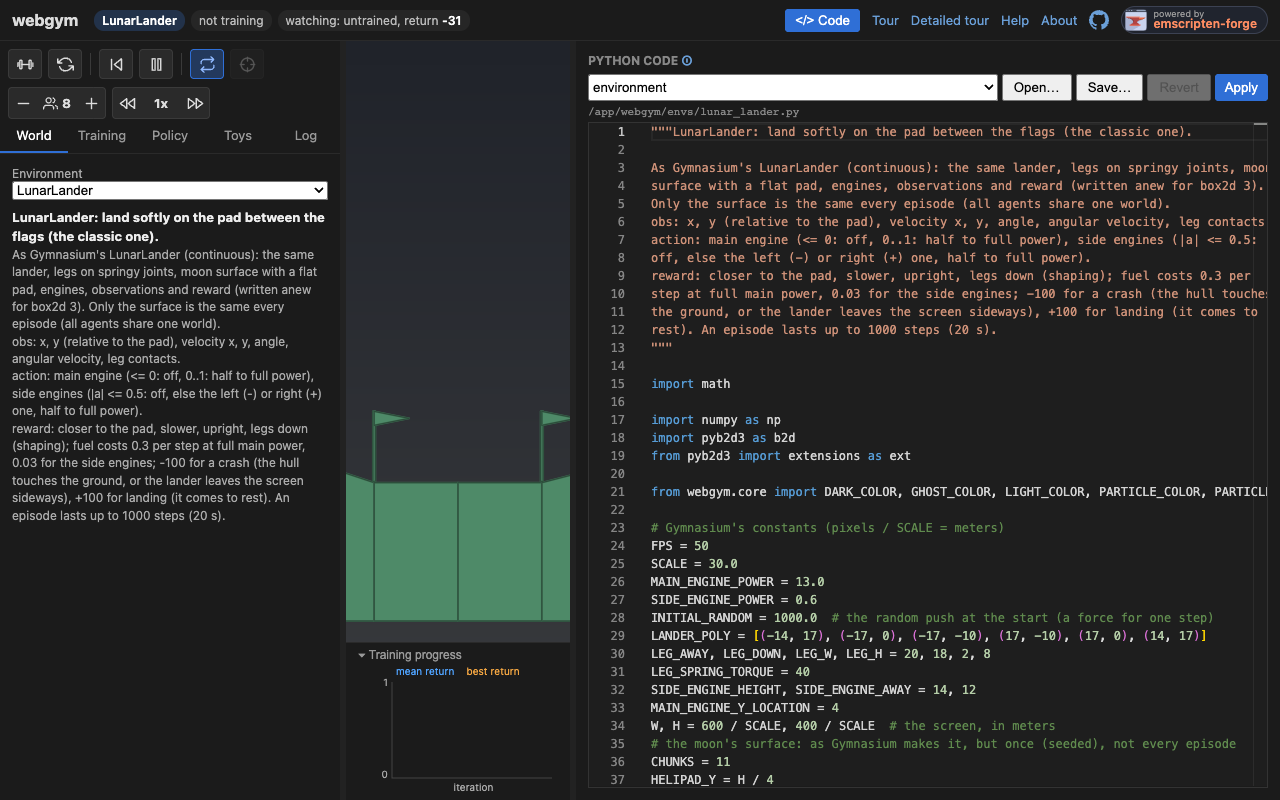 webgym LunarLander not training watching: untrained, return -31 </> Code Tour Detailed tour Help About powered by emscripten-forge
8 1x
World Training Policy Toys Log
Environment
LunarLander
LunarLander: land softly on the pad between the
flags (the classic one).
As Gymnasium's LunarLander (continuous): the same
lander, legs on springy joints, moon surface with a flat
pad, engines, observations and reward (written anew
for box2d 3). Only the surface is the same every
episode (all agents share one world).
obs: x, y (relative to the pad), velocity x, y, angle,
angular velocity, leg contacts.
action: main engine (<= 0: off, 0..1: half to full power),
side engines (|a| <= 0.5: off, else the left (-) or right (+)
one, half to full power).
reward: closer to the pad, slower, upright, legs down
(shaping); fuel costs 0.3 per step at full main power,
0.03 for the side engines; -100 for a crash (the hull
touches the ground, or the lander leaves the screen
sideways), +100 for landing (it comes to rest). An
episode lasts up to 1000 steps (20 s).
Training progress
mean return best return
1
0
iteration
PYTHON CODE
environment Open... Save... Revert Apply
/app/webgym/envs/lunar_lander.py
1 """LunarLander: land softly on the pad between the flags (the classic one).
2
3 As Gymnasium's LunarLander (continuous): the same lander, legs on springy joints, moon
4 surface with a flat pad, engines, observations and reward (written anew for box2d 3).
5 Only the surface is the same every episode (all agents share one world).
6 obs: x, y (relative to the pad), velocity x, y, angle, angular velocity, leg contacts
7 action: main engine (<= 0: off, 0..1: half to full power), side engines (|a| <= 0.5:
8 off, else the left (-) or right (+) one, half to full power).
9 reward: closer to the pad, slower, upright, legs down (shaping); fuel costs 0.3 per
10 step at full main power, 0.03 for the side engines; -100 for a crash (the hull touches
11 the ground, or the lander leaves the screen sideways), +100 for landing (it comes to
12 rest). An episode lasts up to 1000 steps (20 s).
13 """
14
15 import math
16
17 import numpy as np
18 import pyb2d3 as b2d
19 from pyb2d3 import extensions as ext
20
21 from webgym.core import DARK_COLOR, GHOST_COLOR, LIGHT_COLOR, PARTICLE_COLOR, PARTICL
22
23 # Gymnasium's constants (pixels / SCALE = meters)
24 FPS = 50
25 SCALE = 30.0
26 MAIN_ENGINE_POWER = 13.0
27 SIDE_ENGINE_POWER = 0.6
28 INITIAL_RANDOM = 1000.0 # the random push at the start (a force for one step)
29 LANDER_POLY = [(-14, 17), (-17, 0), (-17, -10), (17, -10), (17, 0), (14, 17)]
30 LEG_AWAY, LEG_DOWN, LEG_W, LEG_H = 20, 18, 2, 8
31 LEG_SPRING_TORQUE = 40
32 SIDE_ENGINE_HEIGHT, SIDE_ENGINE_AWAY = 14, 12
33 MAIN_ENGINE_Y_LOCATION = 4
34 W, H = 600 / SCALE, 400 / SCALE # the screen, in meters
35 # the moon's surface: as Gymnasium makes it, but once (seeded), not every episode
36 CHUNKS = 11
37 HELIPAD_Y = H / 4